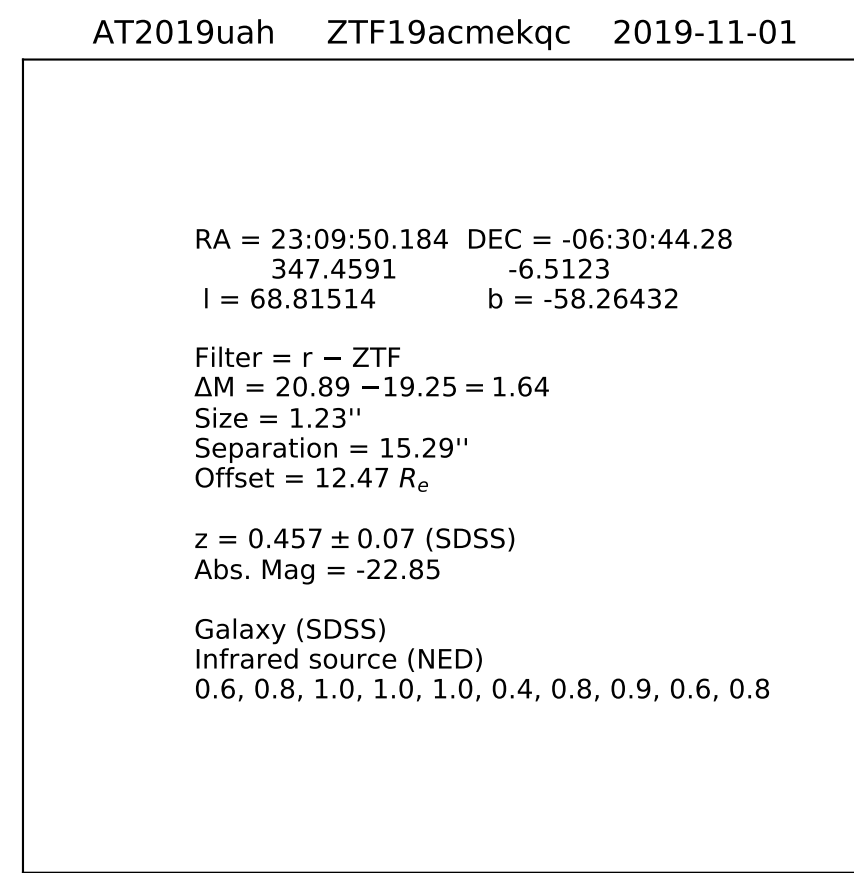 AT2019uah ZTF19acmekqc 2019-11-01
RA = 23:09:50.184 DEC = -06:30:44.28
347.4591 -6.5123
l = 68.81514 b = -58.26432
Filter = r − ZTF
ΔM = 20.89 −19.25 = 1.64
Size = 1.23''
Separation = 15.29''
Offset = 12.47 Rₑ
z = 0.457 ± 0.07 (SDSS)
Abs. Mag = -22.85
Galaxy (SDSS)
Infrared source (NED)
0.6, 0.8, 1.0, 1.0, 1.0, 0.4, 0.8, 0.9, 0.6, 0.8